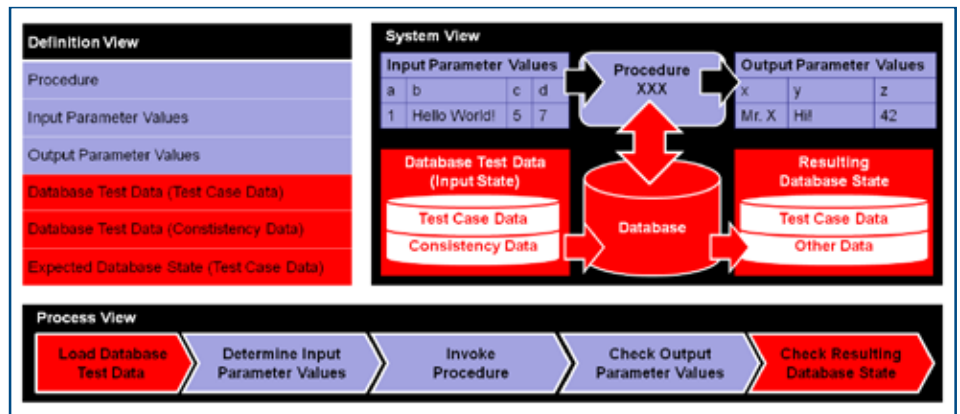 Definition View
Procedure
Input Parameter Values
Output Parameter Values
Database Test Data (Test Case Data)
Database Test Data (Constistency Data)
Expected Database State (Test Case Data)
System View
Input Parameter Values
a b c d
1 Hello World! 5 7
Procedure
XXX
Output Parameter Values
x y z
Mr. X Hi! 42
Database Test Data
(Input State)
Test Case Data
Consistency Data
Database
Resulting
Database State
Test Case Data
Other Data
Process View
Load Database
Test Data
Determine Input
Parameter Values
Invoke
Procedure
Check Output
Parameter Values
Check Resulting
Database State